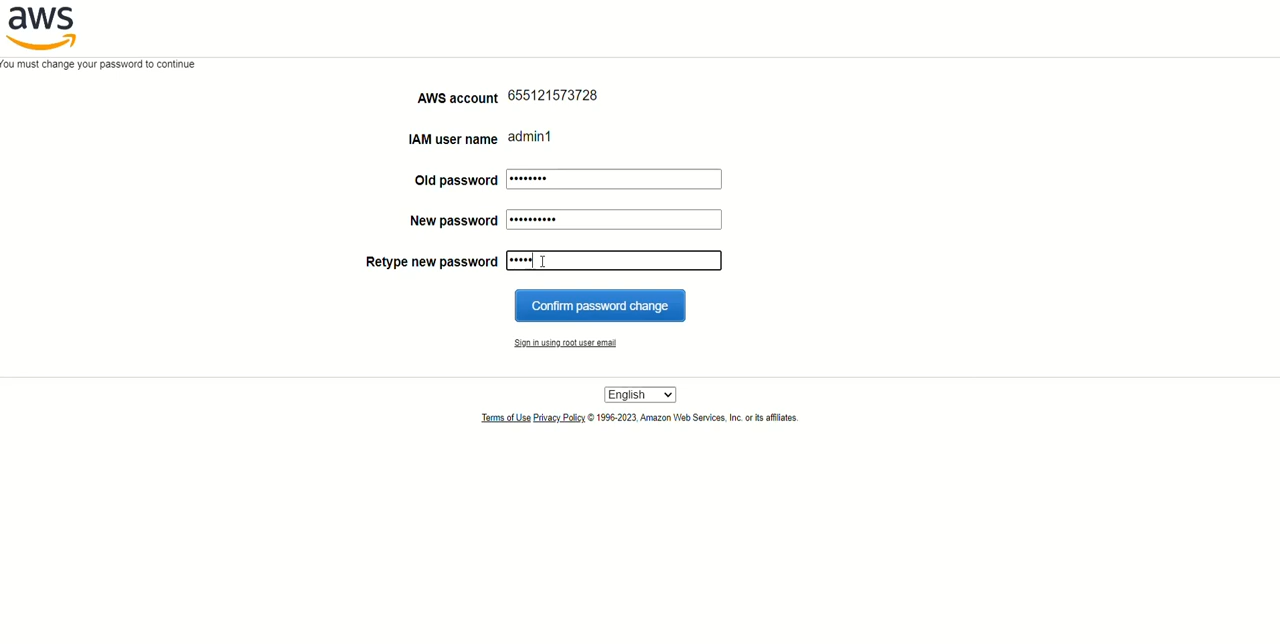 aws
You must change your password to continue
AWS account 655121573728
IAM user name admin1
Old password ••••••••
New password ••••••••••
Retype new password •••••
Confirm password change
Sign in using root user email
English
Terms of Use Privacy Policy © 1996-2023, Amazon Web Services, Inc. or its affiliates.